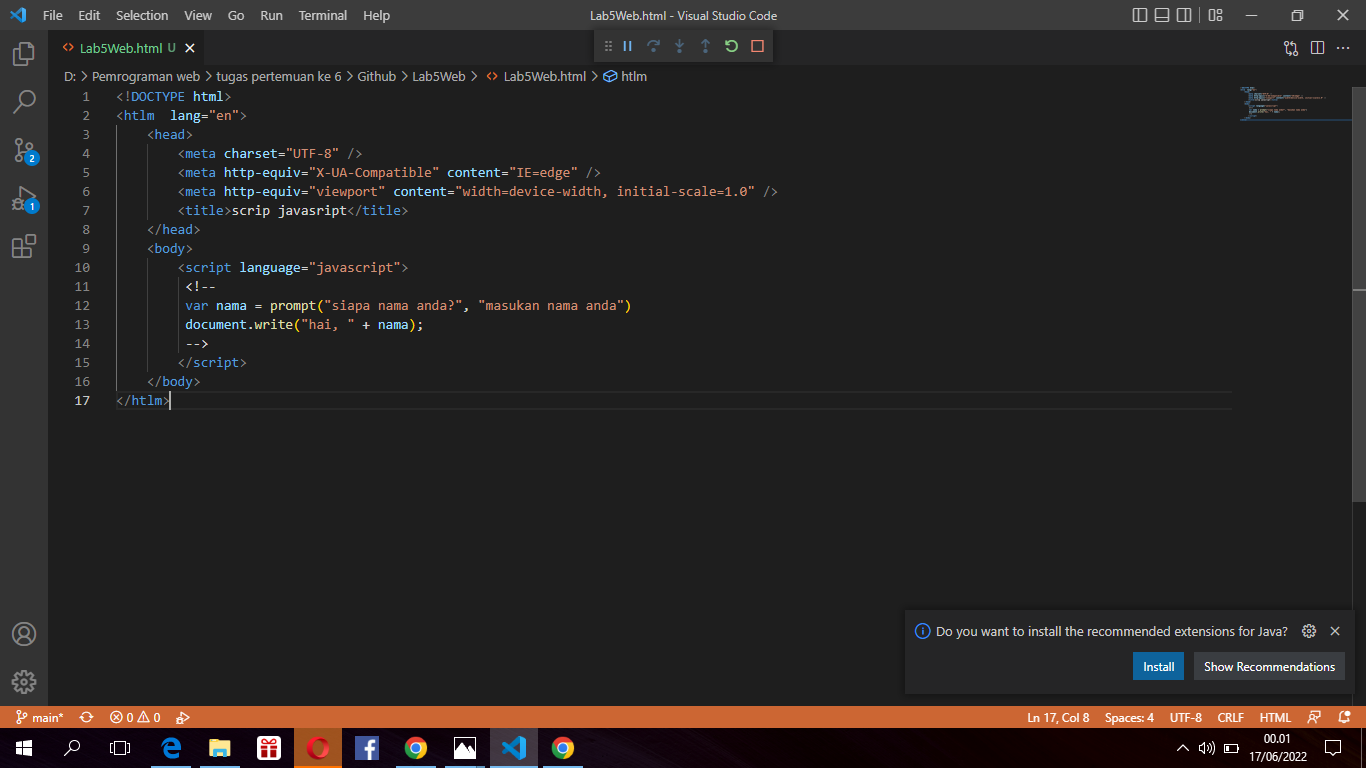 File Edit Selection View Go Run Terminal Help Lab5Web.html - Visual Studio Code
Lab5Web.html U
D: > Pemrograman web > tugas pertemuan ke 6 > Github > Lab5Web > Lab5Web.html > htlm
1 <!DOCTYPE html>
2 <htlm  lang="en">
3 <head>
4 <meta charset="UTF-8" />
5 <meta http-equiv="X-UA-Compatible" content="IE=edge" />
6 <meta http-equiv="viewport" content="width=device-width, initial-scale=1.0" />
7 <title>scrip javasript</title>
8 </head>
9 <body>
10 <script language="javascript">
11 <!--
12 var nama = prompt("siapa nama anda?", "masukan nama anda")
13 document.write("hai, " + nama);
14 -->
15 </script>
16 </body>
17 </htlm>
2
1
Do you want to install the recommended extensions for Java?
Install Show Recommendations
main* 0 0 Ln 17, Col 8 Spaces: 4 UTF-8 CRLF HTML
00.01
17/06/2022